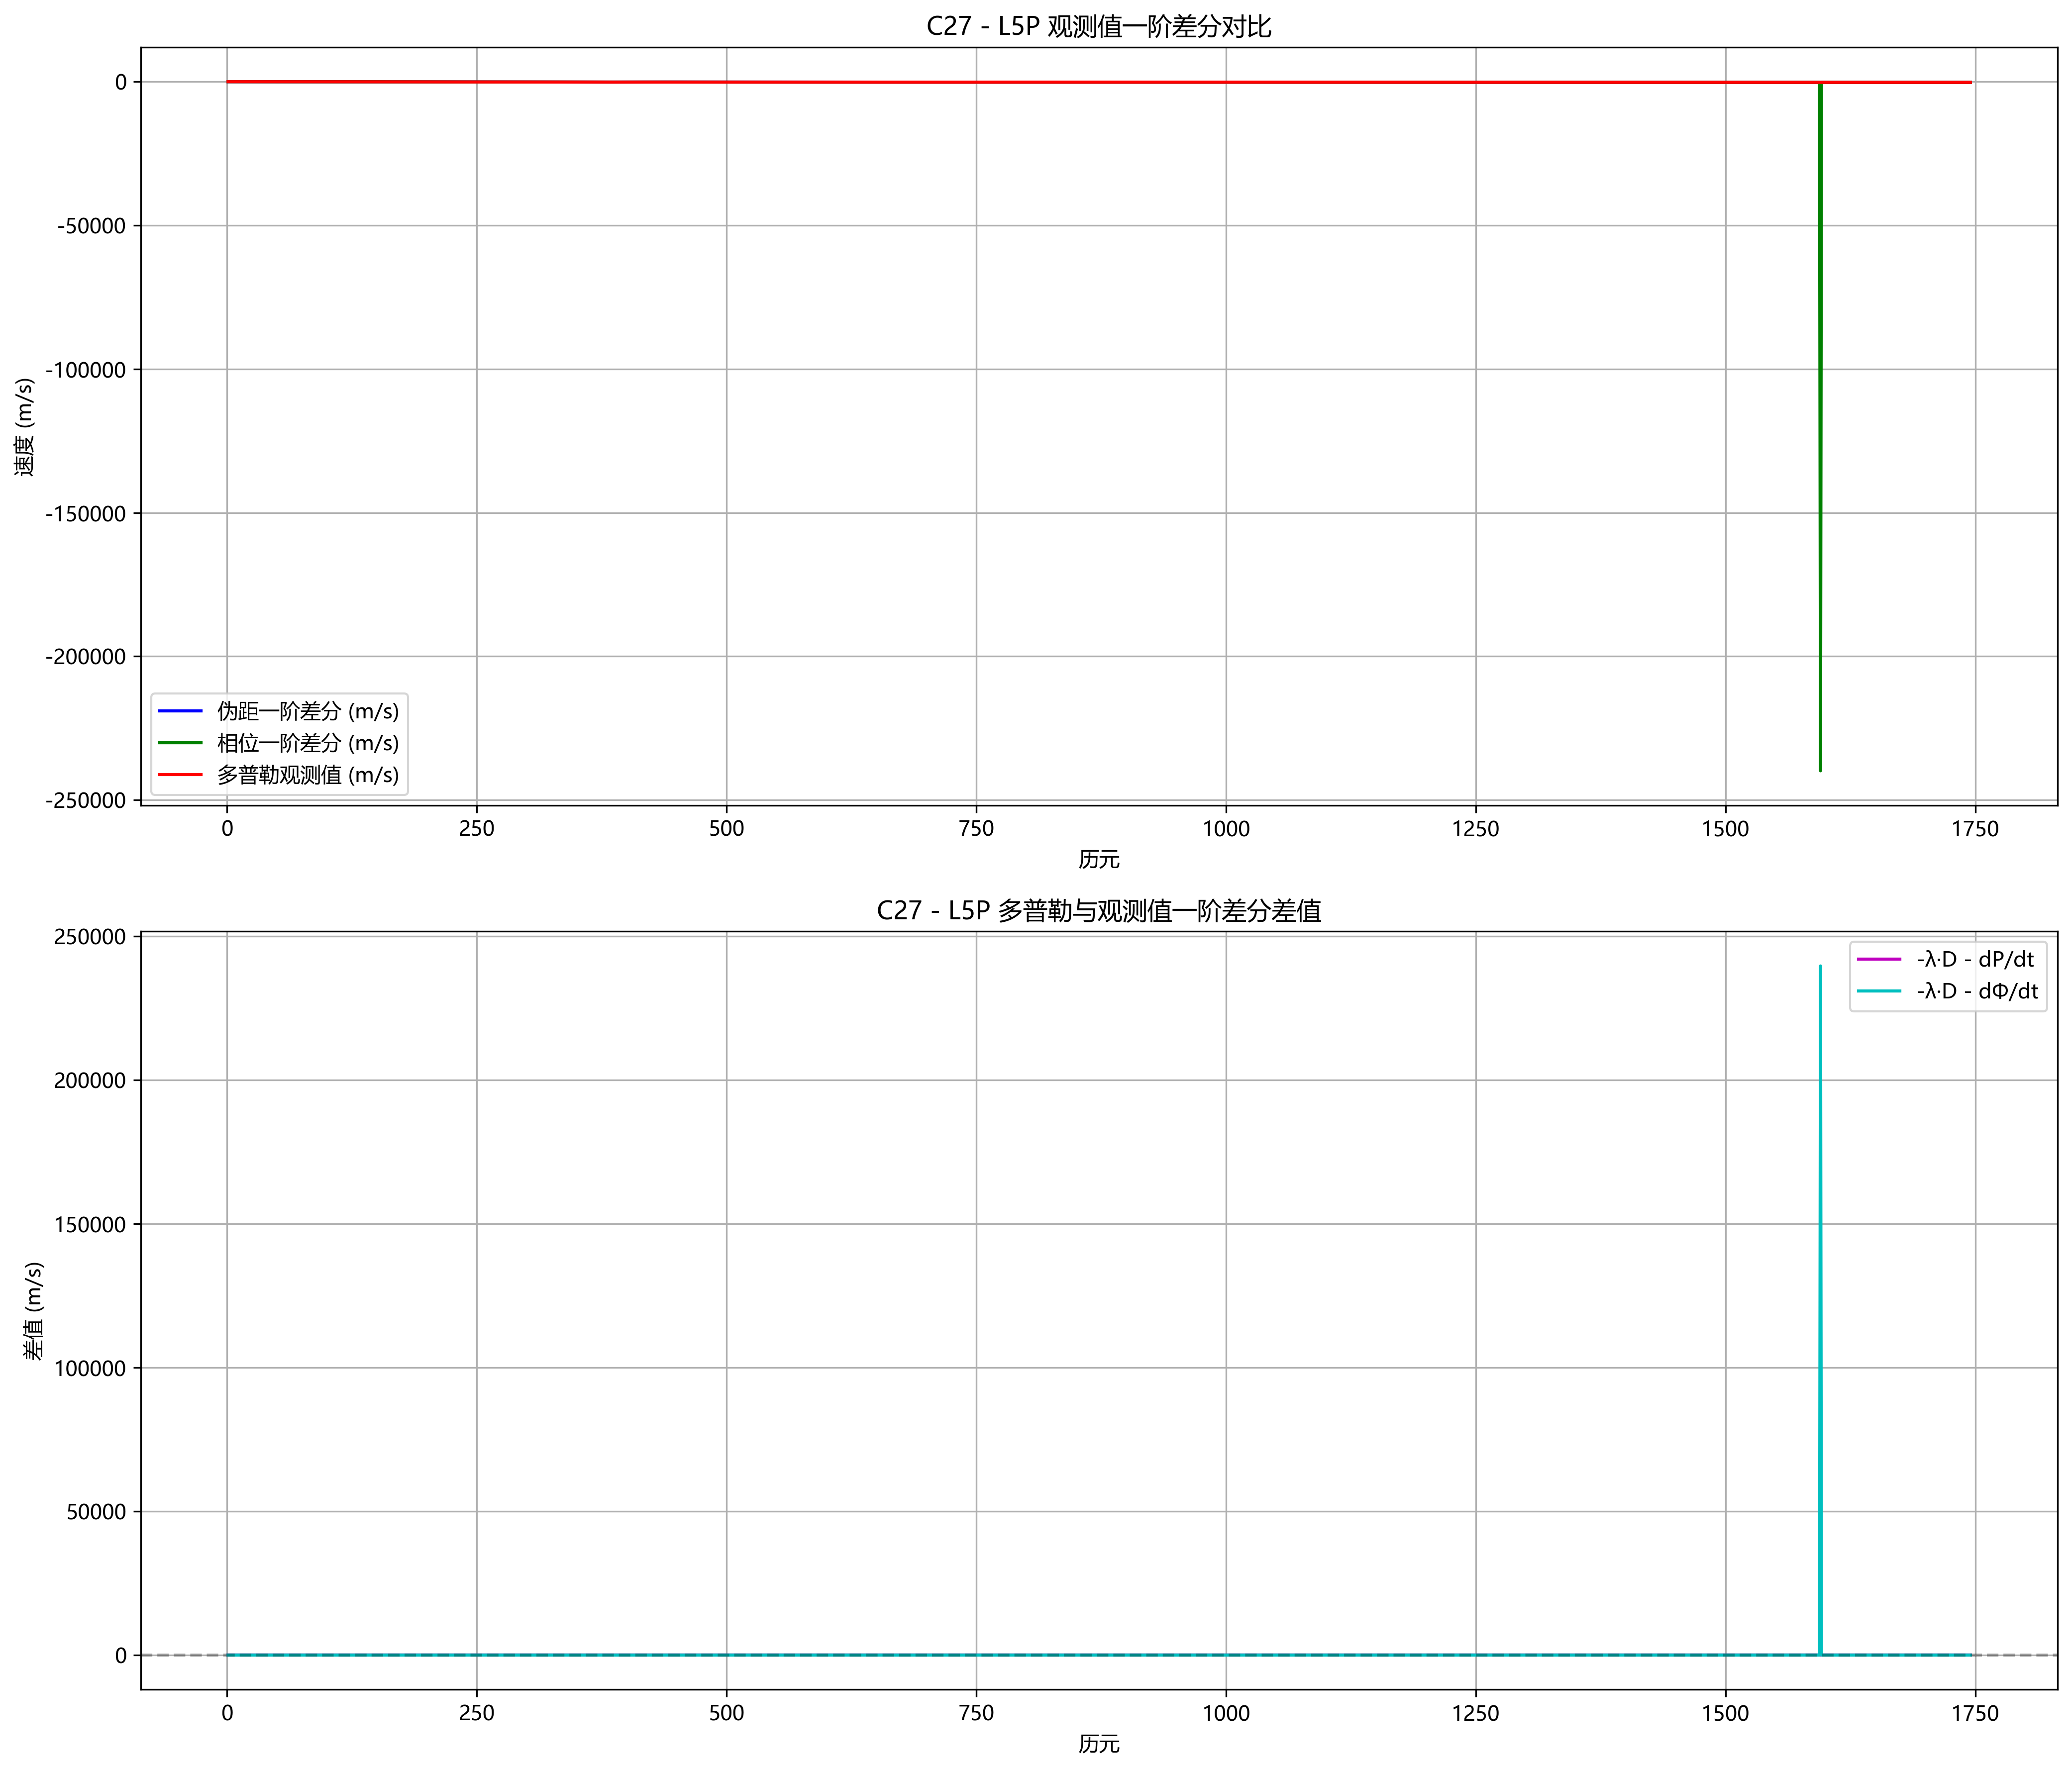 C27 - L5P 观测值一阶差分对比
速度 (m/s)
0
-50000
-100000
-150000
-200000
-250000
伪距一阶差分 (m/s)
相位一阶差分 (m/s)
多普勒观测值 (m/s)
0 250 500 750 1000 1250 1500 1750
历元
C27 - L5P 多普勒与观测值一阶差分差值
差值 (m/s)
250000
200000
150000
100000
50000
0
-λ·D - dP/dt
-λ·D - dΦ/dt
0 250 500 750 1000 1250 1500 1750
历元